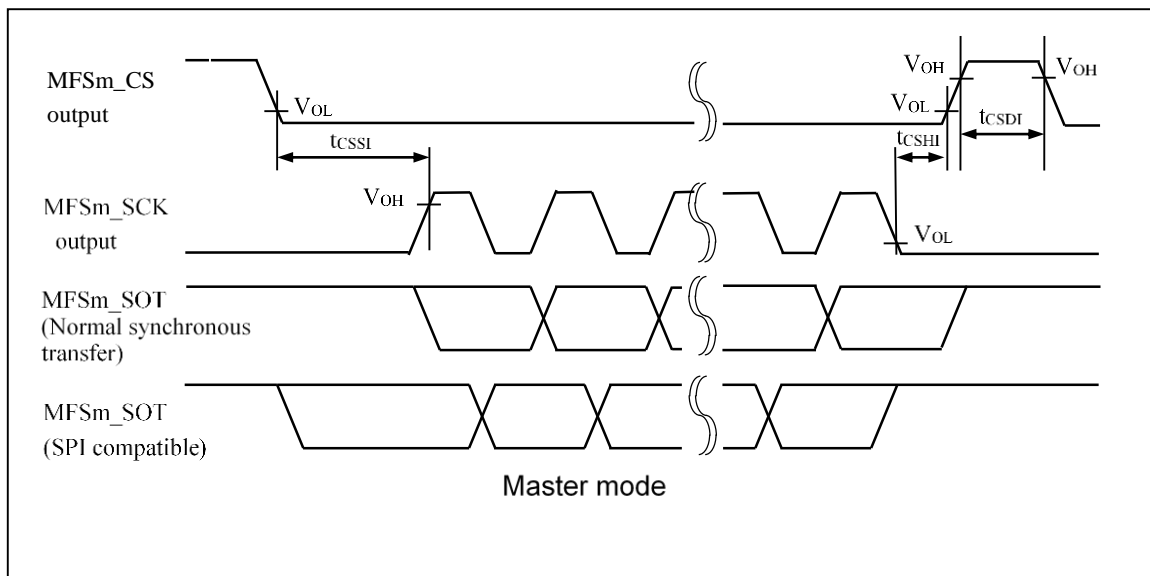 MFSm_CS
output
VOL
tCSSI
VOH
VOL
tCSHI
tCSDI
VOH
MFSm_SCK
output
VOH
VOL
MFSm_SOT
(Normal synchronous
transfer)
MFSm_SOT
(SPI compatible)
Master mode